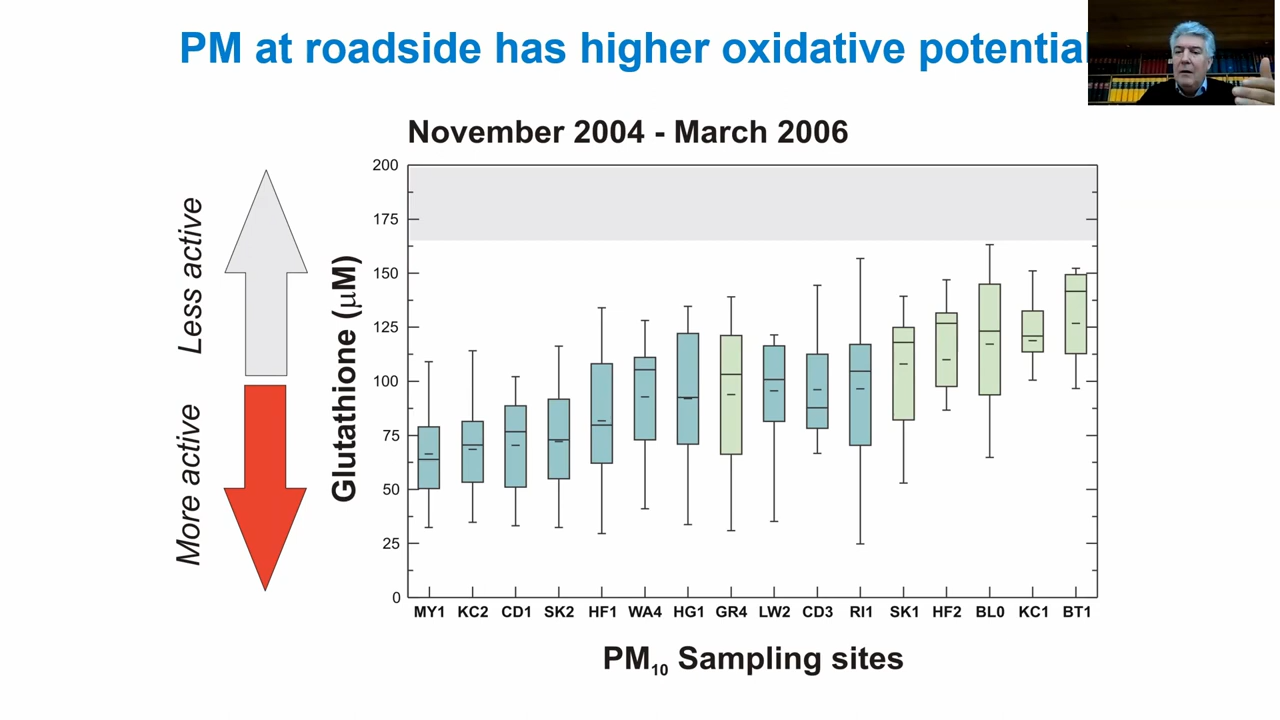 PM at roadside has higher oxidative potential
November 2004 - March 2006
Less active
More active
Glutathione (μM)
200
175
150
125
100
75
50
25
0
MY1 KC2 CD1 SK2 HF1 WA4 HG1 GR4 LW2 CD3 RI1 SK1 HF2 BL0 KC1 BT1
PM10 Sampling sites